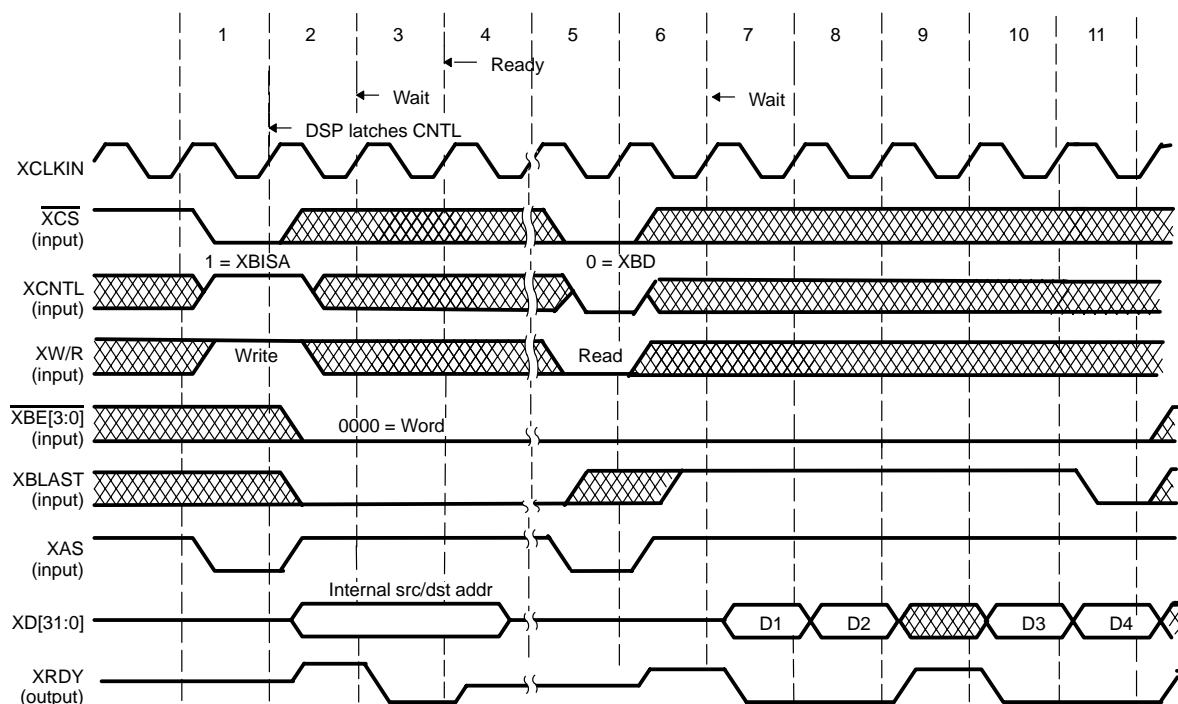 1 2 3 4 5 6 7 8 9 10 11
Ready
Wait Wait
DSP latches CNTL
XCLKIN
XCS
(input)
1 = XBISA 0 = XBD
XCNTL
(input)
XW/R Write Read
(input)
XBE[3:0]
(input) 0000 = Word
XBLAST
(input)
XAS
(input)
Internal src/dst addr
XD[31:0] D1 D2 D3 D4
XRDY
(output)